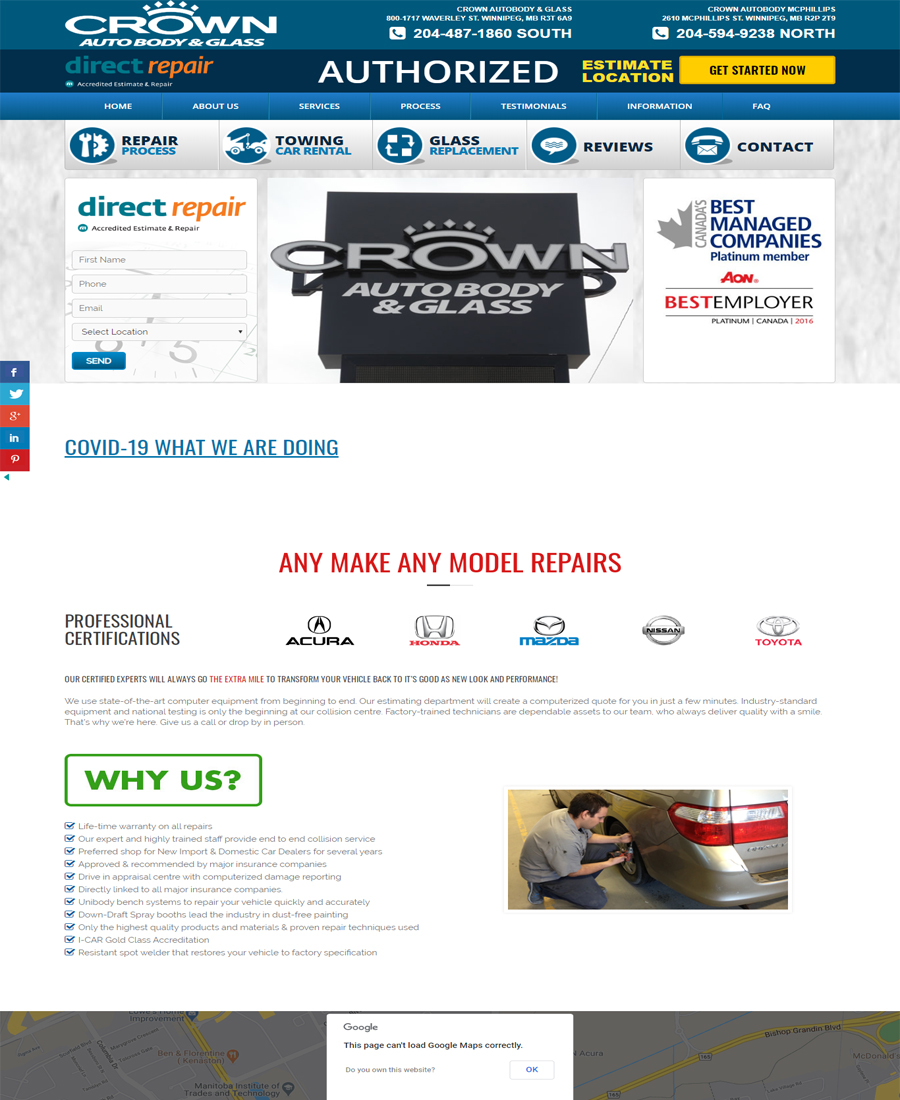 CROWN
AUTO BODY & GLASS
CROWN AUTOBODY & GLASS
800-1717 WAVERLEY ST. WINNIPEG, MB R3T 6A9
204-487-1860 SOUTH
CROWN AUTOBODY MCPHILLIPS
2610 MCPHILLIPS ST. WINNIPEG, MB R2P 2T9
204-594-9238 NORTH
direct repair
Accredited Estimate & Repair
AUTHORIZED
ESTIMATE
LOCATION
GET STARTED NOW
HOME
ABOUT US
SERVICES
PROCESS
TESTIMONIALS
INFORMATION
FAQ
REPAIR
PROCESS
TOWING
CAR RENTAL
GLASS
REPLACEMENT
REVIEWS
CONTACT
direct repair
Accredited Estimate & Repair
First Name
Phone
Email
Select Location
SEND
CROWN
AUTO BODY
& GLASS
CANADA'S
BEST
MANAGED
COMPANIES
Platinum member
AON
BESTEMPLOYER
PLATINUM | CANADA | 2016
COVID-19 WHAT WE ARE DOING
ANY MAKE ANY MODEL REPAIRS
PROFESSIONAL
CERTIFICATIONS
ACURA
HONDA
mazda
NISSAN
TOYOTA
OUR CERTIFIED EXPERTS WILL ALWAYS GO THE EXTRA MILE TO TRANSFORM YOUR VEHICLE BACK TO IT'S GOOD AS NEW LOOK AND PERFORMANCE!
We use state-of-the-art computer equipment from beginning to end. Our estimating department will create a computerized quote for you in just a few minutes. Industry-standard
equipment and national testing is only the beginning at our collision centre. Factory-trained technicians are dependable assets to our team, who always deliver quality with a smile.
That's why we're here. Give us a call or drop by in person.
WHY US?
Life-time warranty on all repairs
Our expert and highly trained staff provide end to end collision service
Preferred shop for New Import & Domestic Car Dealers for several years
Approved & recommended by major insurance companies
Drive in appraisal centre with computerized damage reporting
Directly linked to all major insurance companies.
Unibody bench systems to repair your vehicle quickly and accurately
Down-Draft Spray booths lead the industry in dust-free painting
Only the highest quality products and materials & proven repair techniques used
I-CAR Gold Class Accreditation
Resistant spot welder that restores your vehicle to factory specification
Lowe's Home
Improvement
Ben & Florentine
( Kenaston)
Manitoba Institute of
Trades and Technology
Columbia Dr
Acura
Bishop Grandin Blvd
McDonald's
165
Google
This page can't load Google Maps correctly.
Do you own this website?
OK